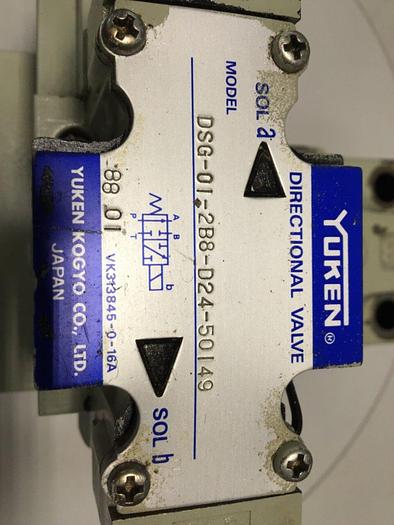 YUKEN ®
DIRECTIONAL VALVE
SOL a
MODEL
DSG-01-2B8-D24-50149
SOL b
A B
P T
b
88 01
VK313845-0-16A
YUKEN KOGYO CO., LTD.
JAPAN